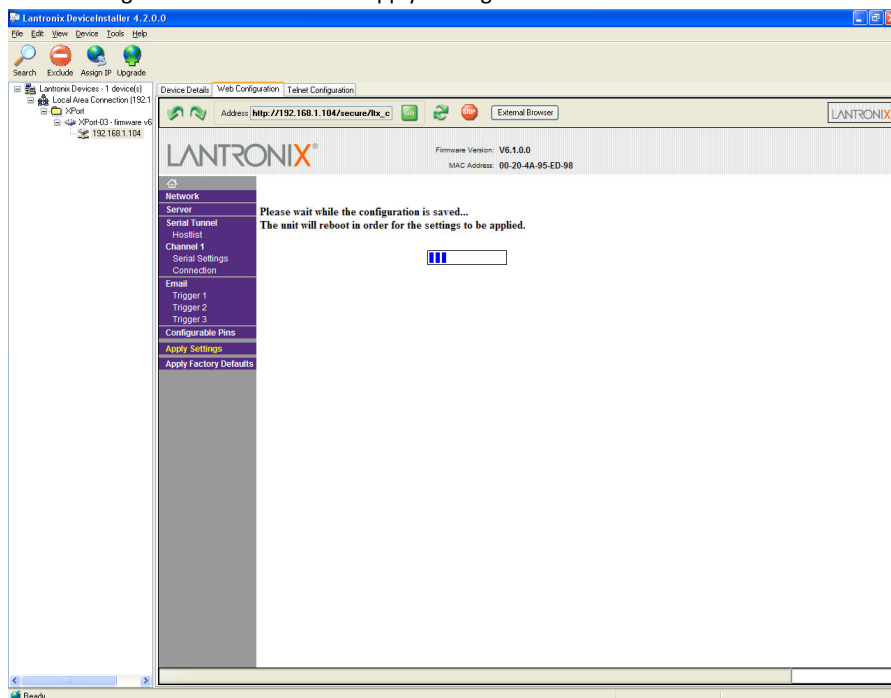 Lantronix DeviceInstaller 4.2.0.0
File Edit View Device Tools Help
Search Exclude Assign IP Upgrade
Lantronix Devices - 1 device(s)
Local Area Connection (192.1
XPort
XPort-03 - firmware v6
192.168.1.104
Device Details Web Configuration Telnet Configuration
Address http://192.168.1.104/secure/ltx_c Go STOP External Browser LANTRONIX
LANTRONIX®
Firmware Version: V6.1.0.0
MAC Address: 00-20-4A-95-ED-98
Network
Server
Serial Tunnel
Hostlist
Channel 1
Serial Settings
Connection
Email
Trigger 1
Trigger 2
Trigger 3
Configurable Pins
Apply Settings
Apply Factory Defaults
Please wait while the configuration is saved...
The unit will reboot in order for the settings to be applied.
Ready